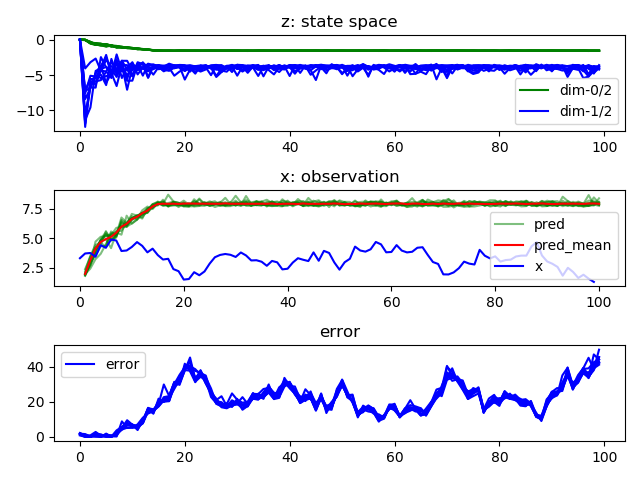 z: state space
0
−5
−10
dim-0/2
dim-1/2
0 20 40 60 80 100
x: observation
7.5
5.0
2.5
pred
pred_mean
x
0 20 40 60 80 100
error
40
20
0
error
0 20 40 60 80 100